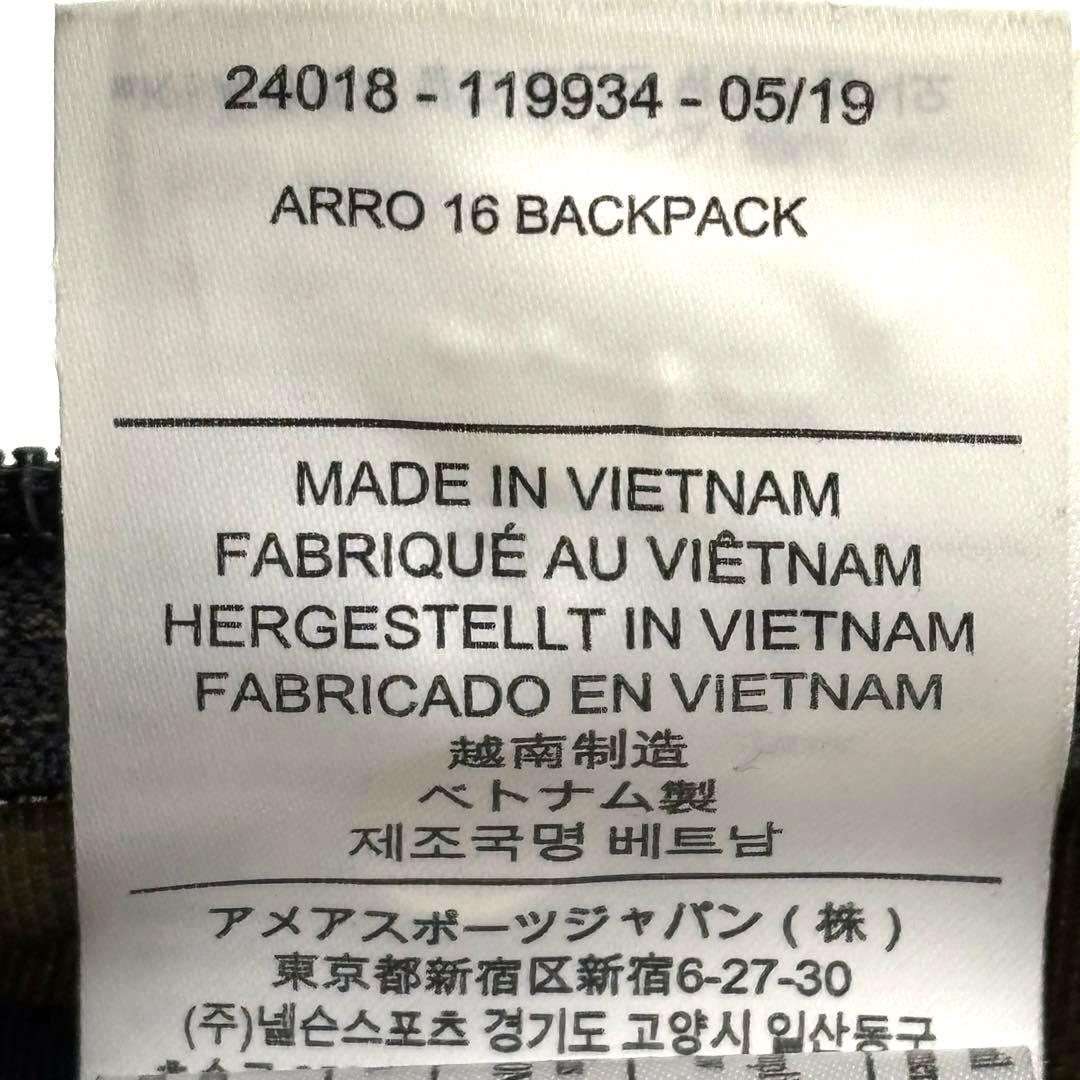 24018 - 119934 - 05/19
ARRO 16 BACKPACK
MADE IN VIETNAM
FABRIQUÉ AU VIÊTNAM
HERGESTELLT IN VIETNAM
FABRICADO EN VIETNAM
越南制造
ベトナム製
제조국명 베트남
アメアスポーツジャパン ( 株 )
東京都新宿区新宿6-27-30
(주)넬슨스포츠 경기도 고양시 일산동구